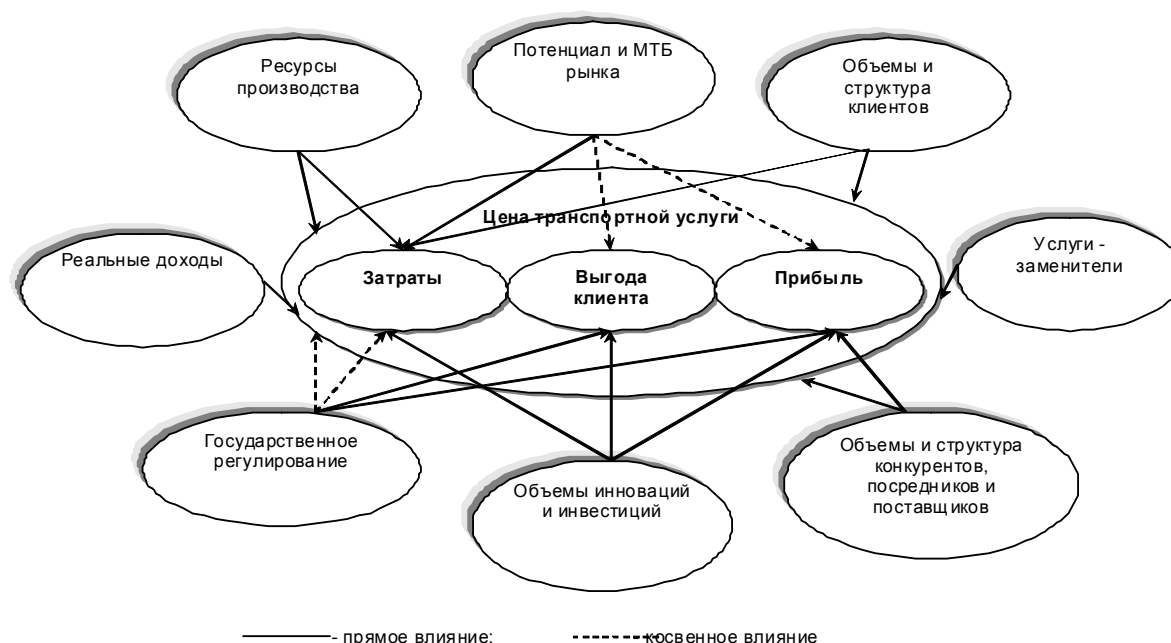 Ресурсы
производства
Потенциал и МТБ
рынка
Объемы и
структура
клиентов
Цена транспортной услуги
Реальные доходы
Затраты
Выгода
клиента
Прибыль
Услуги -
заменители
Государственное
регулирование
Объемы инноваций
и инвестиций
Объемы и структура
конкурентов,
посредников и
поставщиков
- прямое влияние;
- косвенное влияние